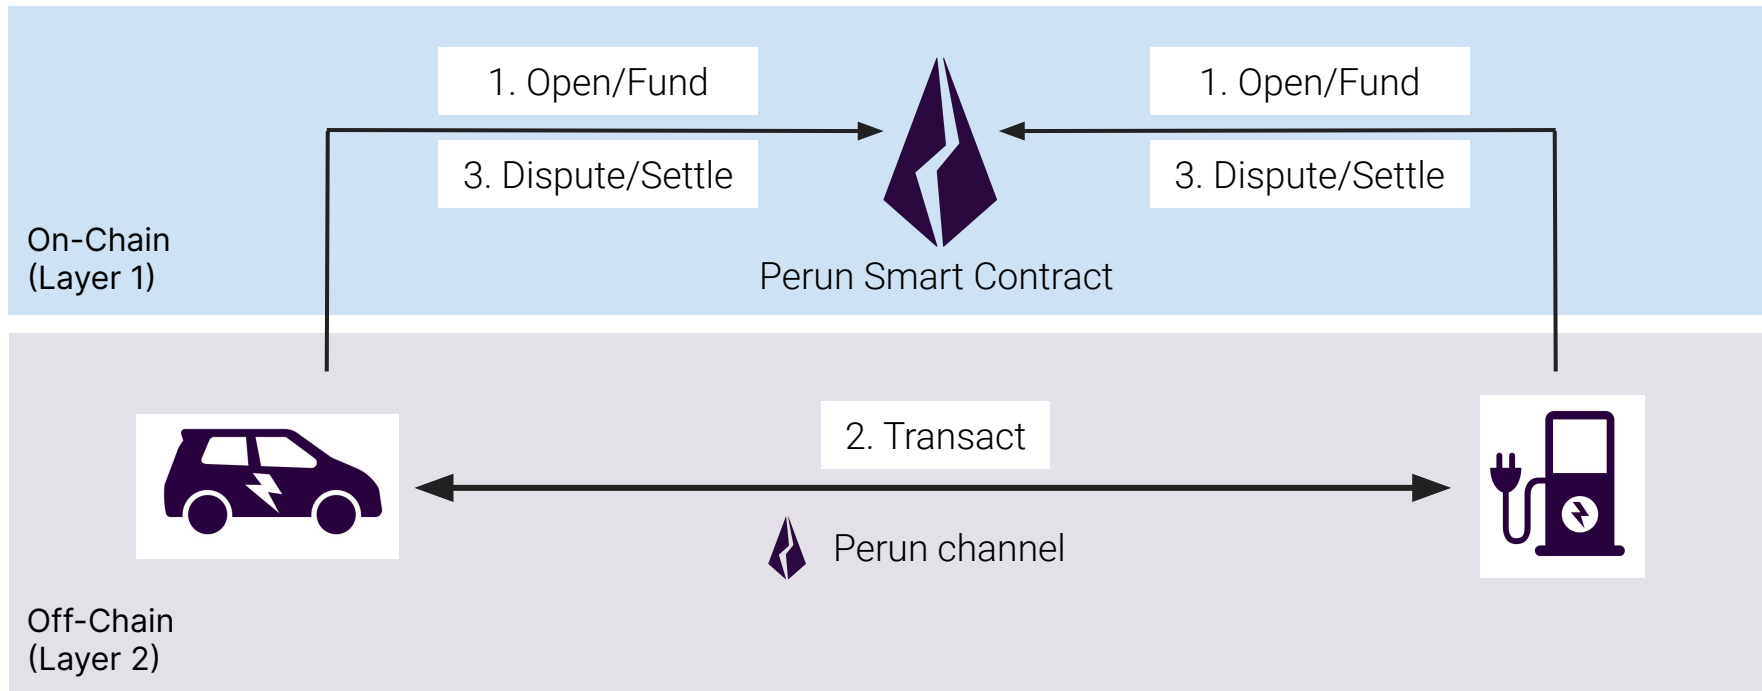 1. Open/Fund
1. Open/Fund
3. Dispute/Settle
3. Dispute/Settle
On-Chain
(Layer 1)
Perun Smart Contract
2. Transact
Perun channel
Off-Chain
(Layer 2)